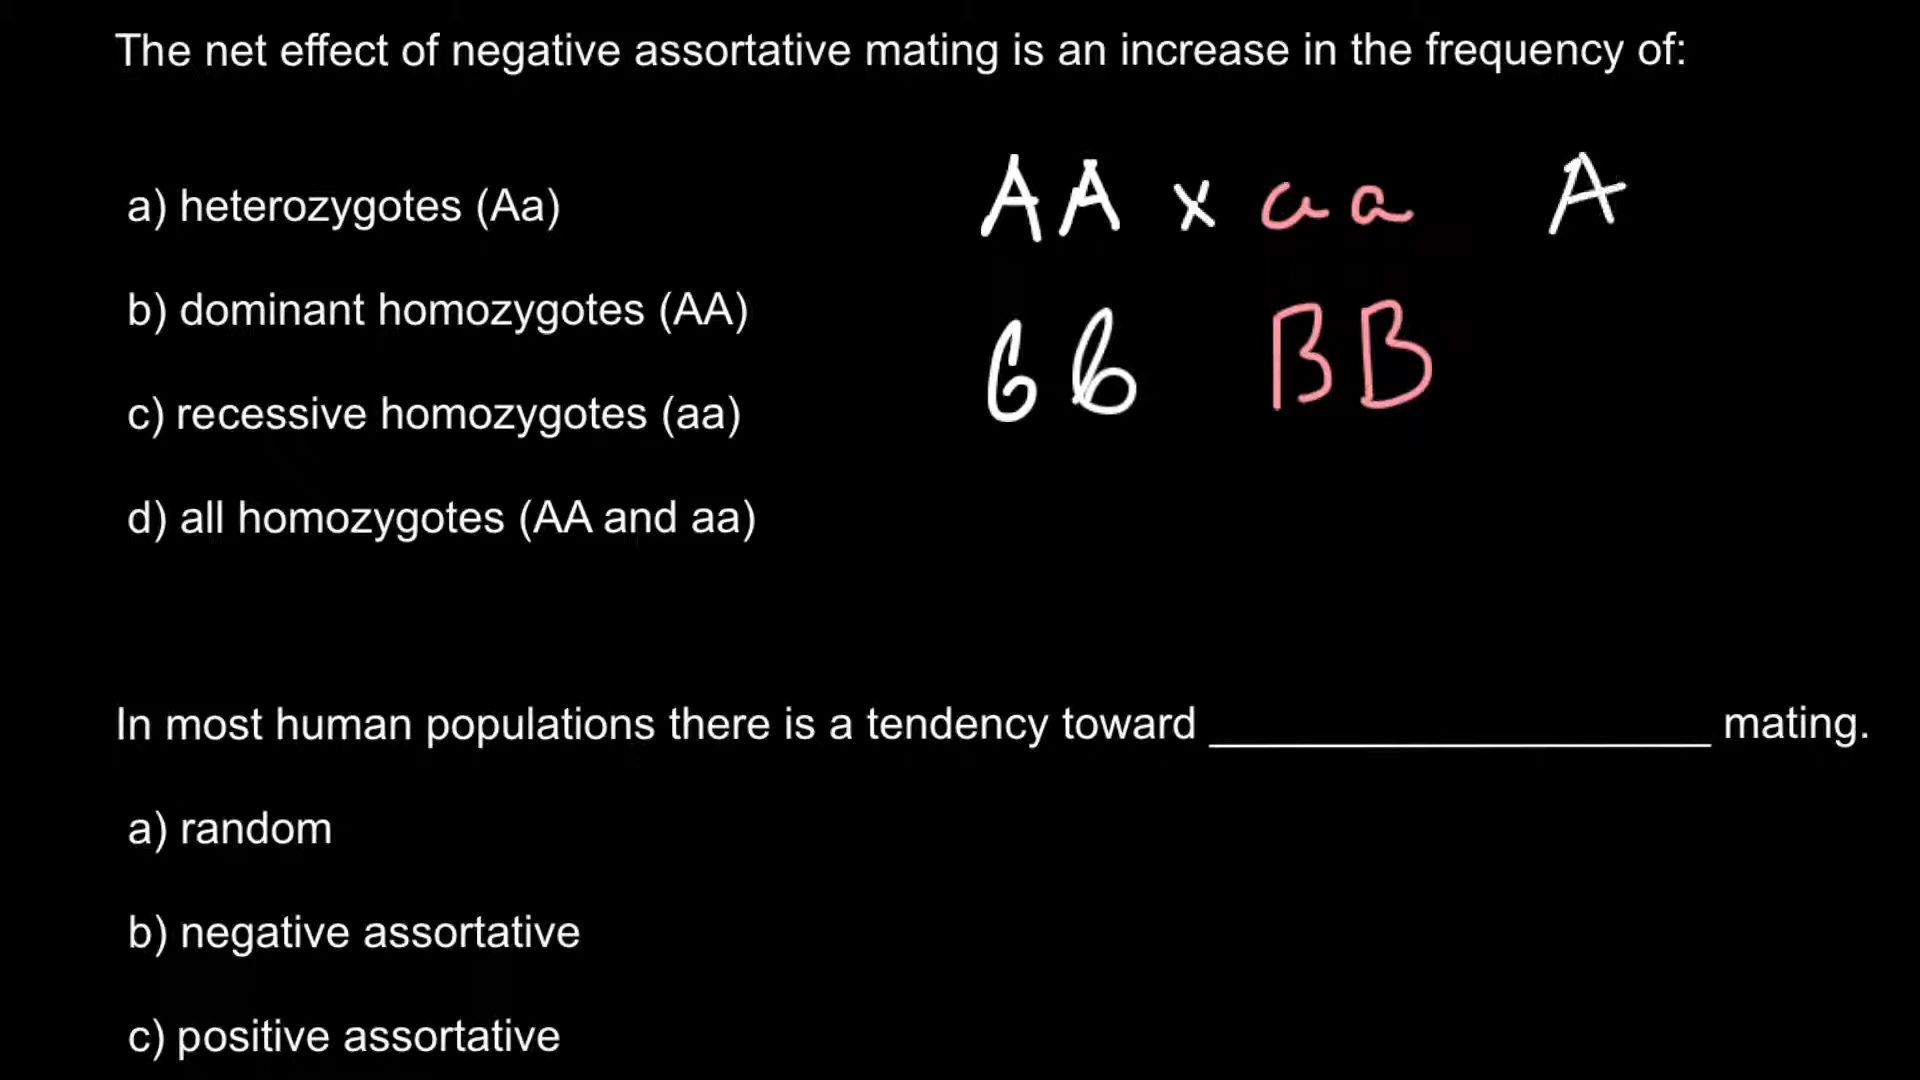 The net effect of negative assortative mating is an increase in the frequency of:
a) heterozygotes (Aa)
AA x aa A
b) dominant homozygotes (AA)
bb BB
c) recessive homozygotes (aa)
d) all homozygotes (AA and aa)
In most human populations there is a tendency toward ____________________ mating.
a) random
b) negative assortative
c) positive assortative